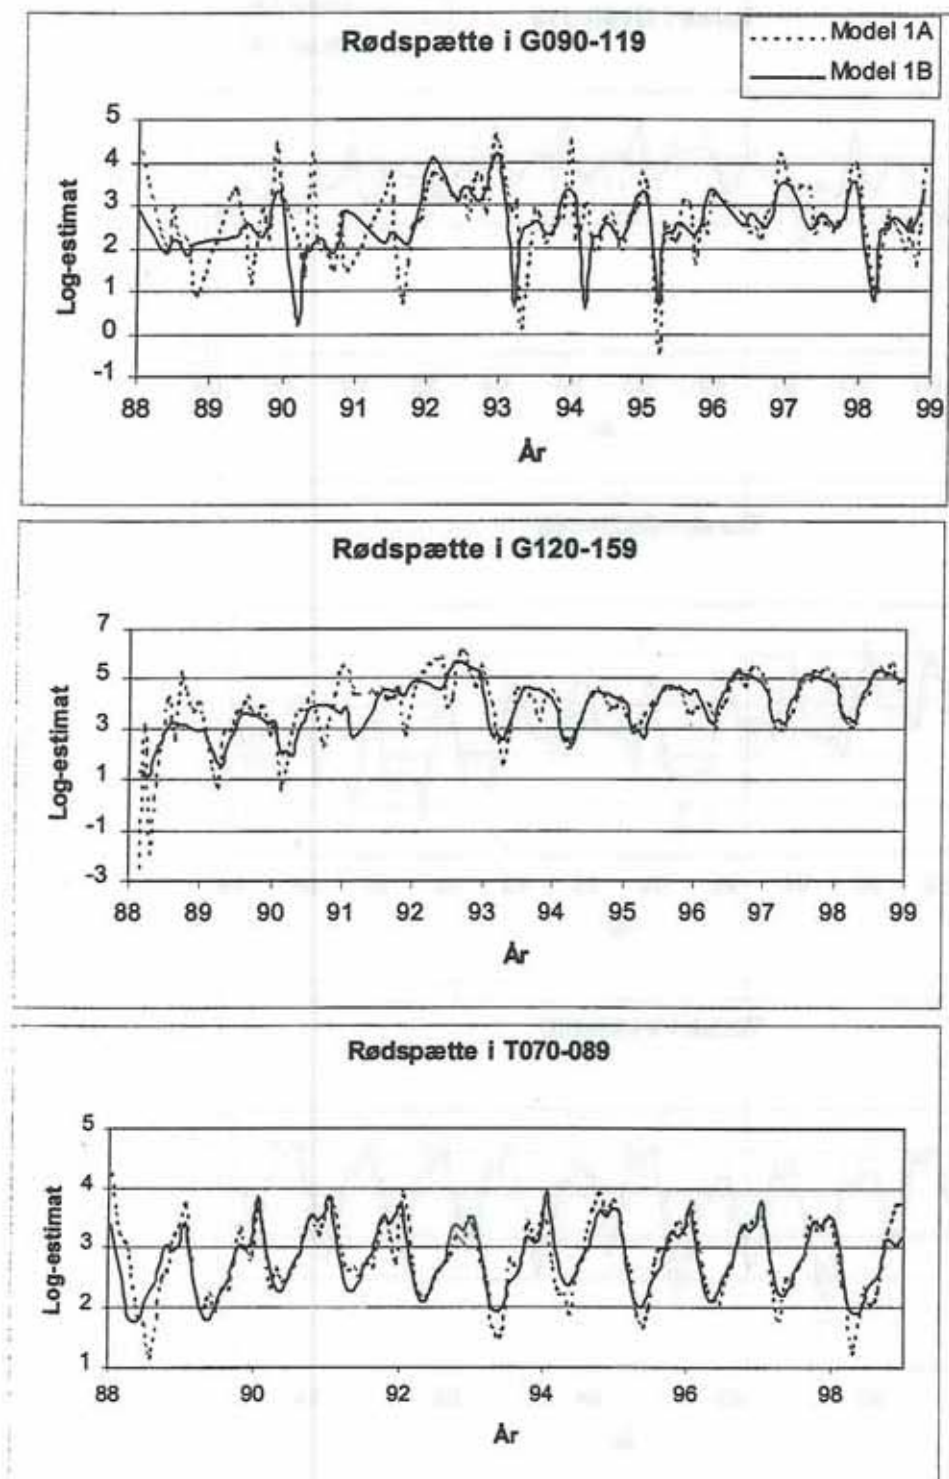 Rødspætte i G090-119
Model 1A
Model 1B
5
4
3
2
1
0
-1
Log-estimat
88 89 90 91 92 93 94 95 96 97 98 99
År
Rødspætte i G120-159
7
5
3
1
-1
-3
Log-estimat
88 89 90 91 92 93 94 95 96 97 98 99
År
Rødspætte i T070-089
5
4
3
2
1
Log-estimat
88 90 92 94 96 98
År